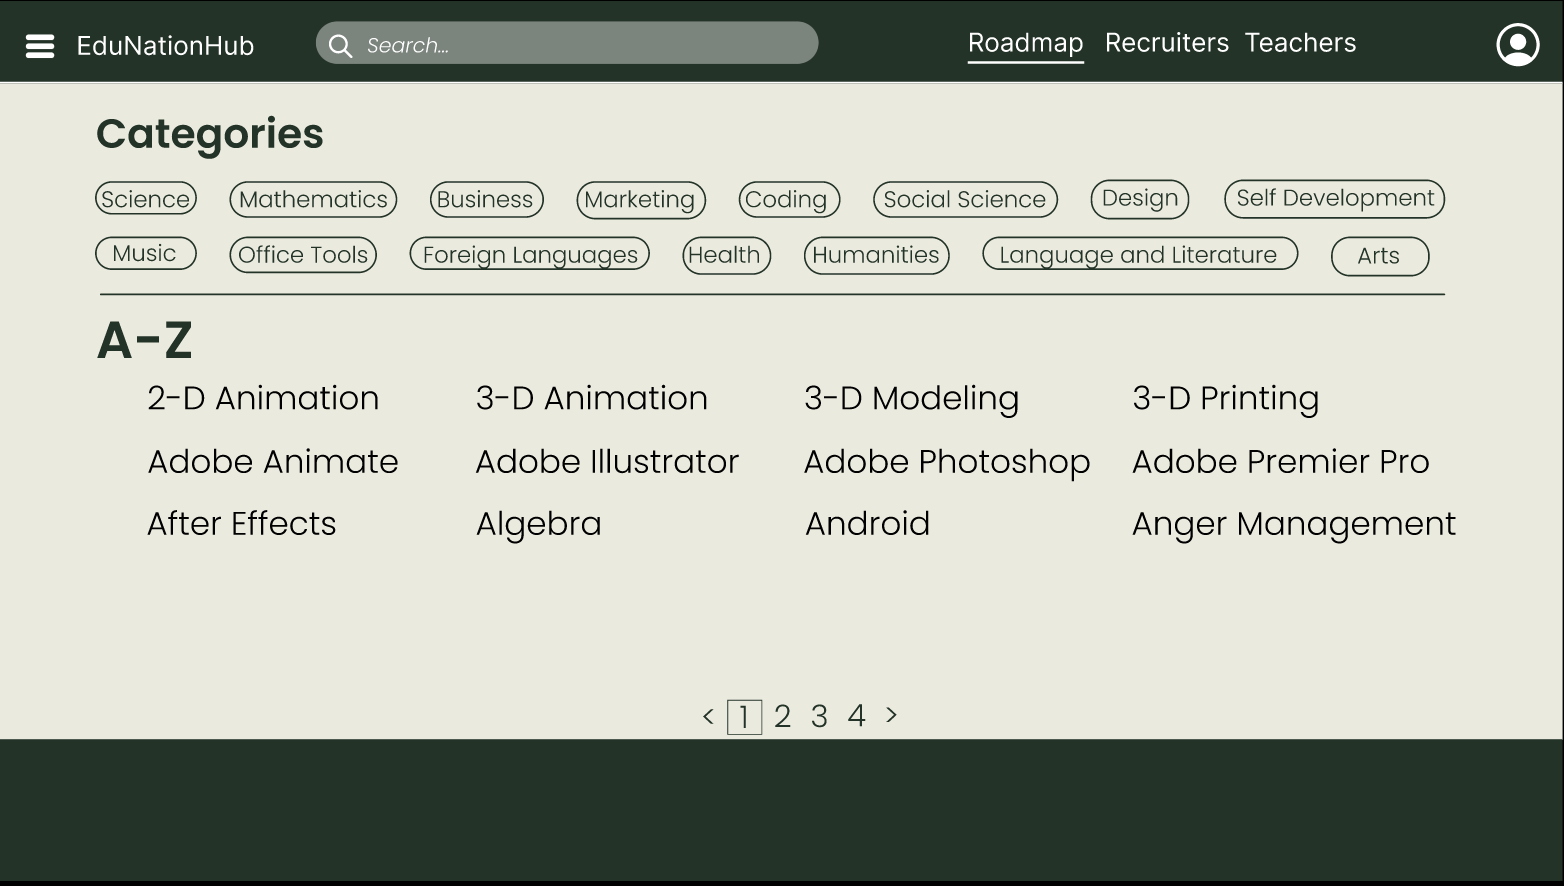 EduNationHub Search... Roadmap Recruiters Teachers
Categories
Science Mathematics Business Marketing Coding Social Science Design Self Development
Music Office Tools Foreign Languages Health Humanities Language and Literature Arts
A-Z
2-D Animation 3-D Animation 3-D Modeling 3-D Printing
Adobe Animate Adobe Illustrator Adobe Photoshop Adobe Premier Pro
After Effects Algebra Android Anger Management
< 1 2 3 4 >